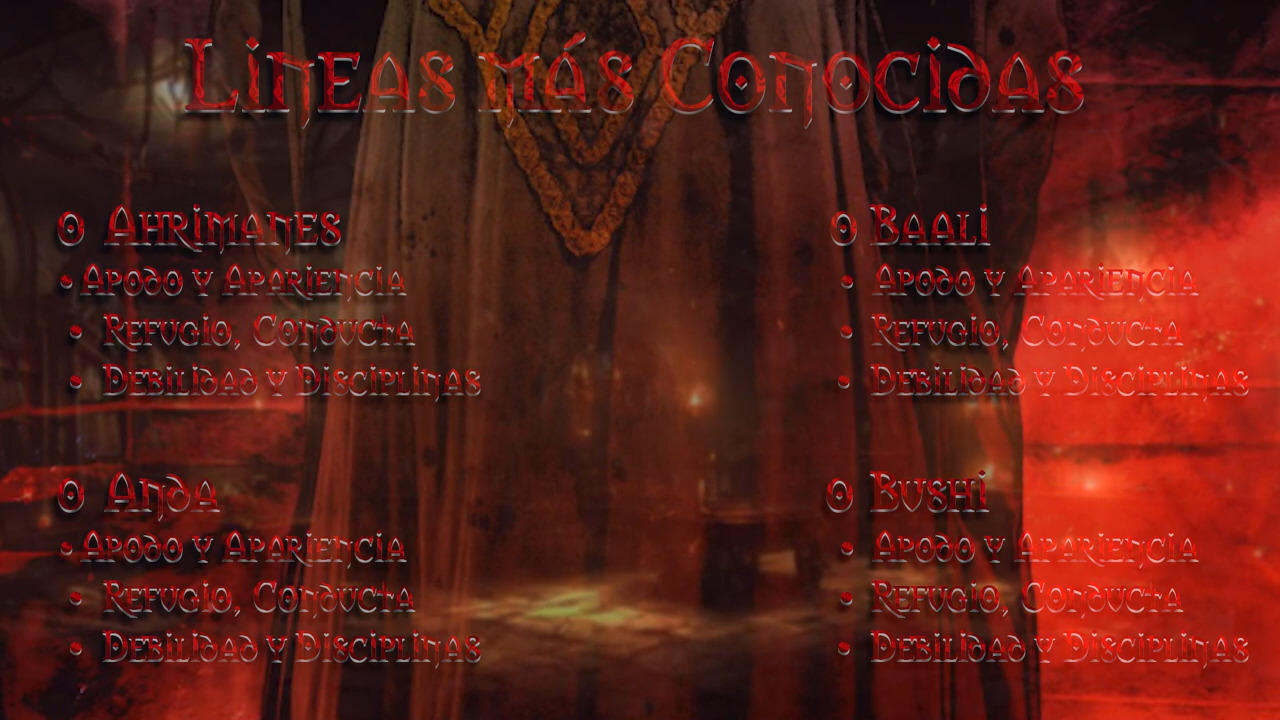 Lineas más Conocidas
o Ahrimanes
• Apodo y Apariencia
• Refugio, Conducta
• Debilidad y Disciplinas
o Anda
• Apodo y Apariencia
• Refugio, Conducta
• Debilidad y Disciplinas
o Baali
• Apodo y Apariencia
• Refugio, Conducta
• Debilidad y Disciplinas
o Bushi
• Apodo y Apariencia
• Refugio, Conducta
• Debilidad y Disciplinas